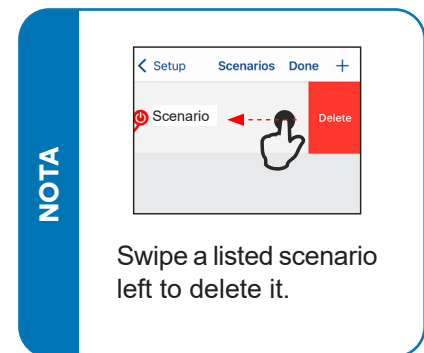 NOTA
Setup Scenarios Done +
Scenario
Delete
Swipe a listed scenario
left to delete it.